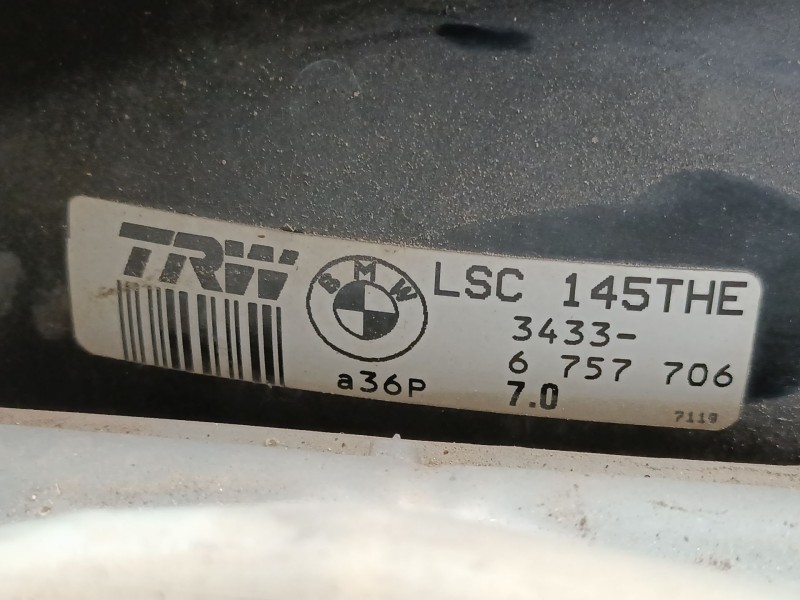 TRW
BMW
LSC 145THE
3433-
6 757 706
a36P
7.0
7119